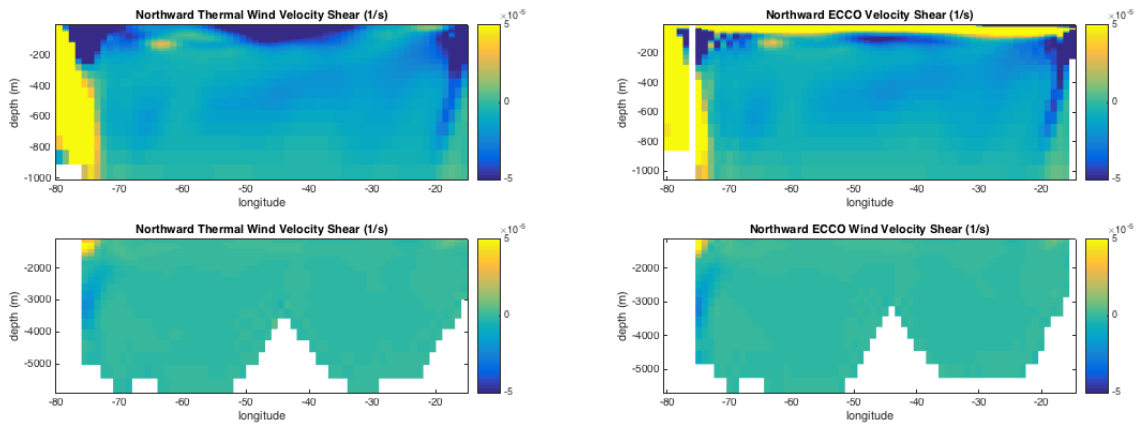 Northward Thermal Wind Velocity Shear (1/s)
×10⁻⁵
5
0
-5
-200
-400
-600
-800
-1000
depth (m)
-80 -70 -60 -50 -40 -30 -20
longitude
Northward ECCO Velocity Shear (1/s)
×10⁻⁵
5
0
-5
-200
-400
-600
-800
-1000
depth (m)
-80 -70 -60 -50 -40 -30 -20
longitude
Northward Thermal Wind Velocity Shear (1/s)
×10⁻⁵
5
0
-5
-2000
-3000
-4000
-5000
depth (m)
-80 -70 -60 -50 -40 -30 -20
longitude
Northward ECCO Wind Velocity Shear (1/s)
×10⁻⁵
5
0
-5
-2000
-3000
-4000
-5000
depth (m)
-80 -70 -60 -50 -40 -30 -20
longitude